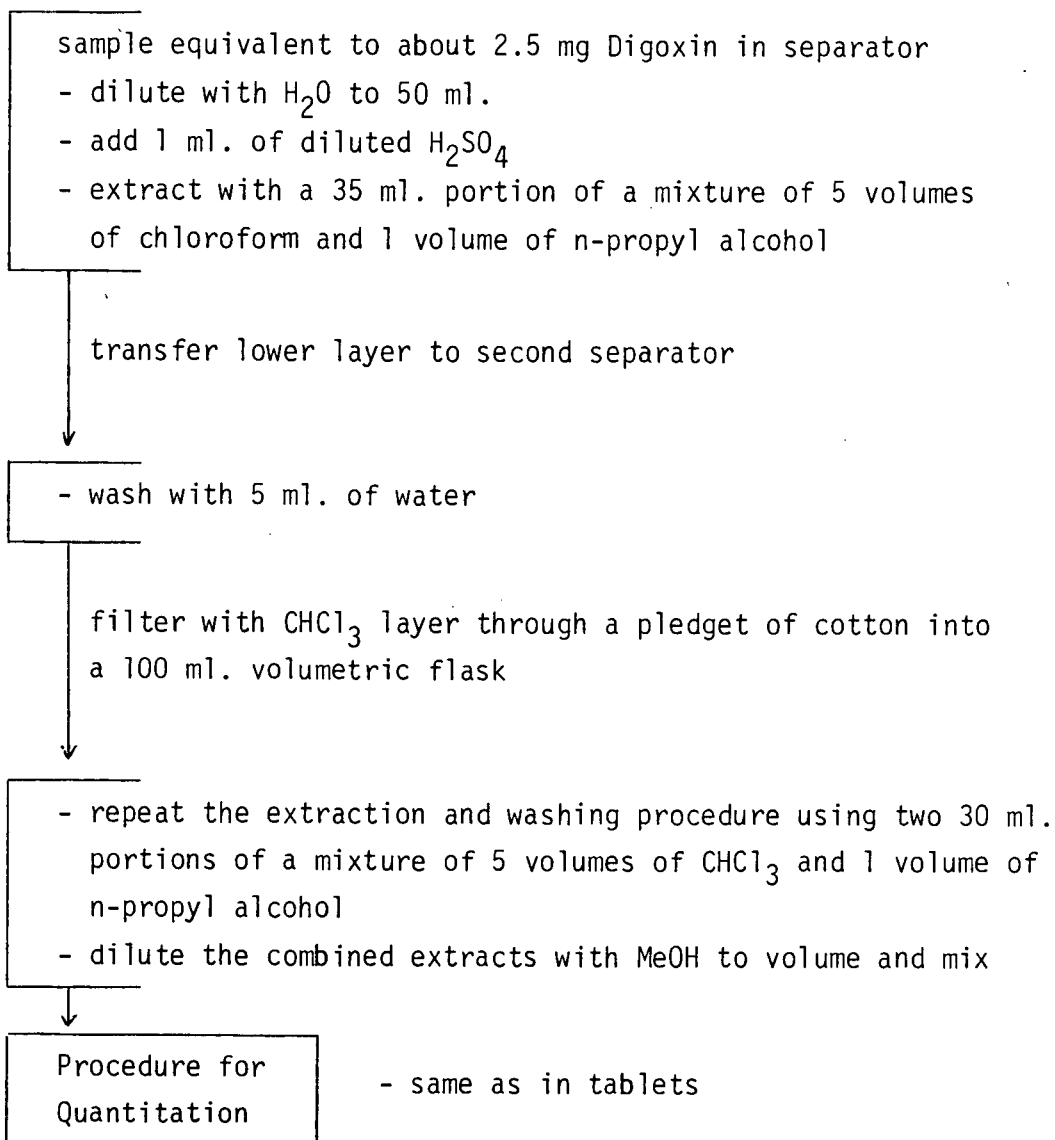 sample equivalent to about 2.5 mg Digoxin in separator
- dilute with H₂O to 50 ml.
- add 1 ml. of diluted H₂SO₄
- extract with a 35 ml. portion of a mixture of 5 volumes
of chloroform and 1 volume of n-propyl alcohol
transfer lower layer to second separator
- wash with 5 ml. of water
filter with CHCl₃ layer through a pledget of cotton into
a 100 ml. volumetric flask
- repeat the extraction and washing procedure using two 30 ml.
portions of a mixture of 5 volumes of CHCl₃ and 1 volume of
n-propyl alcohol
- dilute the combined extracts with MeOH to volume and mix
Procedure for
Quantitation
- same as in tablets